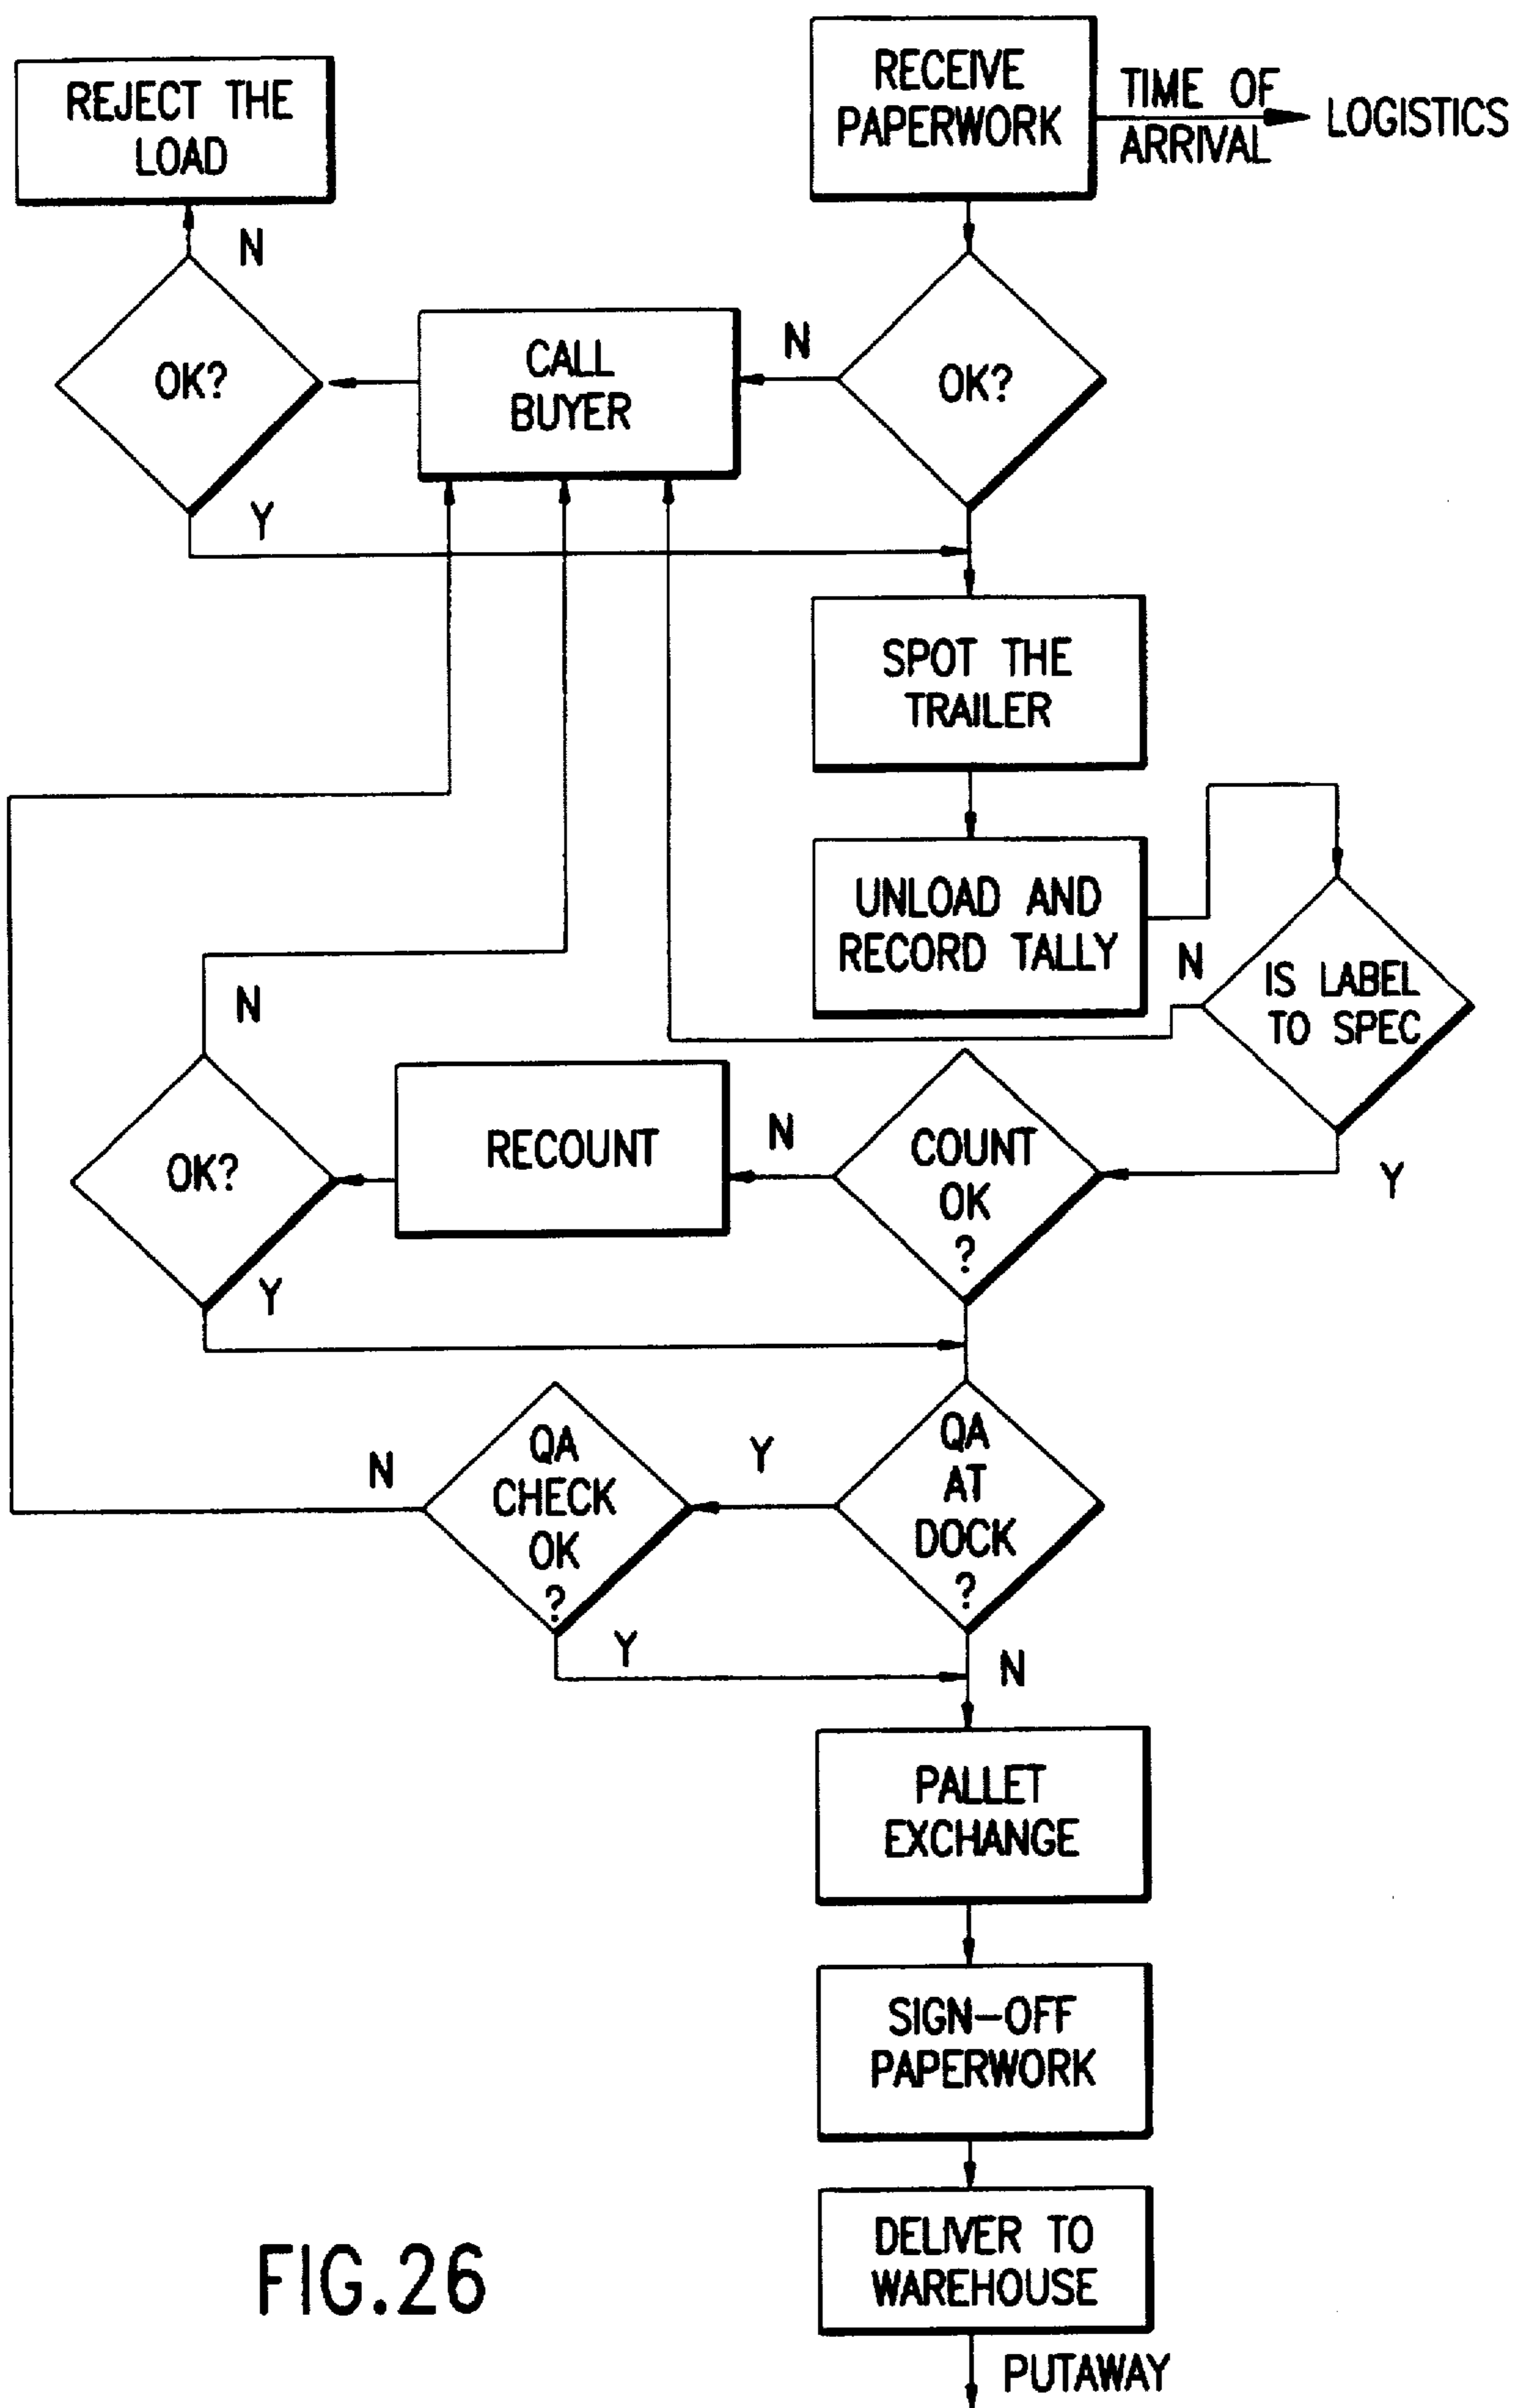 RECEIVE
PAPERWORK
TIME OF
ARRIVAL
LOGISTICS
REJECT THE
LOAD
N
OK?
CALL
BUYER
N
OK?
Y
SPOT THE
TRAILER
UNLOAD AND
RECORD TALLY
N
IS LABEL
TO SPEC
N
OK?
RECOUNT
N
COUNT
OK
?
Y
Y
N
QA
CHECK
OK
?
Y
QA
AT
DOCK
?
Y
N
PALLET
EXCHANGE
SIGN-OFF
PAPERWORK
DELIVER TO
WAREHOUSE
PUTAWAY
FIG.26